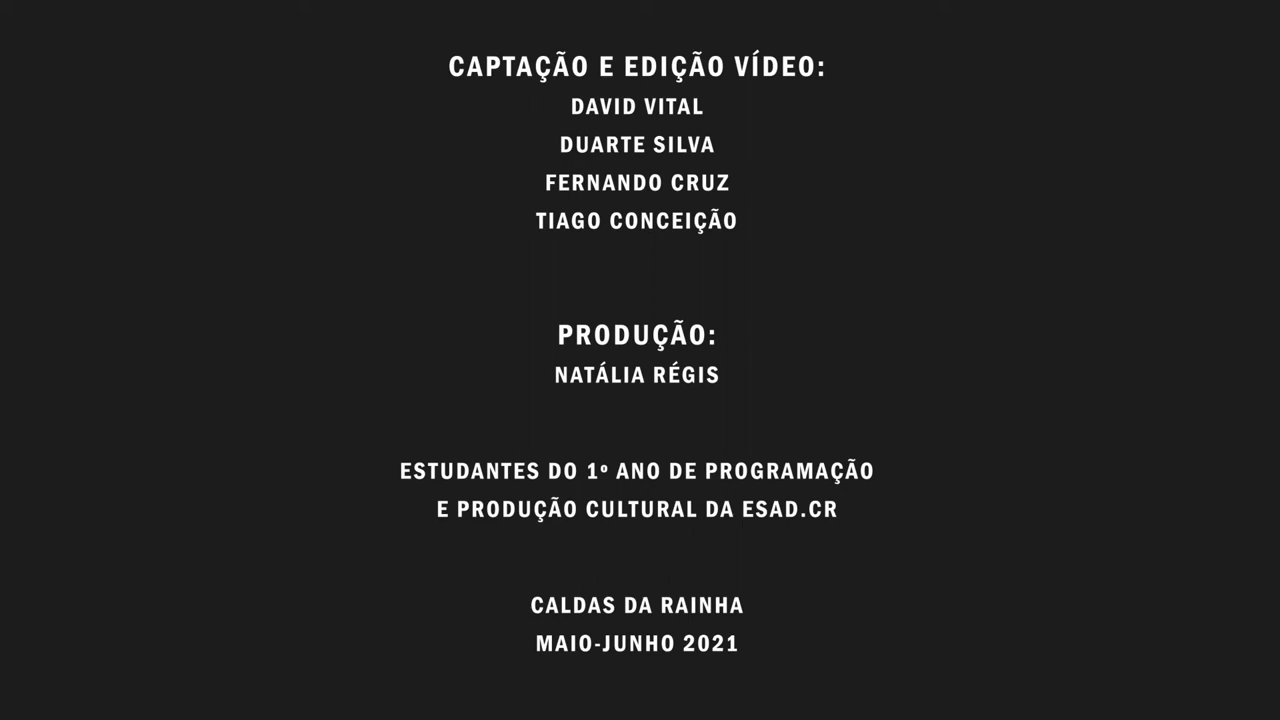 CAPTAÇÃO E EDIÇÃO VÍDEO:
DAVID VITAL
DUARTE SILVA
FERNANDO CRUZ
TIAGO CONCEIÇÃO
PRODUÇÃO:
NATÁLIA RÉGIS
ESTUDANTES DO 1º ANO DE PROGRAMAÇÃO
E PRODUÇÃO CULTURAL DA ESAD.CR
CALDAS DA RAINHA
MAIO-JUNHO 2021